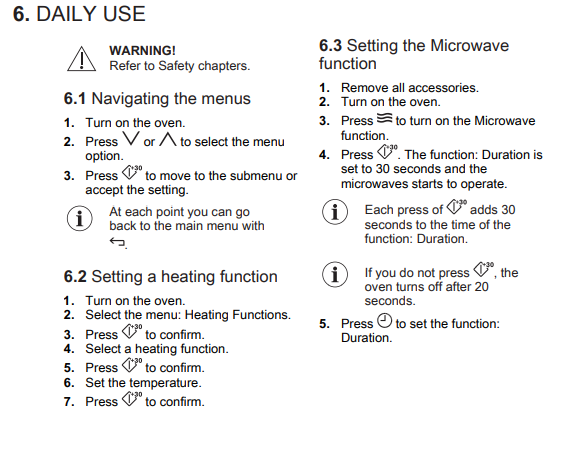 6. DAILY USE
WARNING!
Refer to Safety chapters.
6.1 Navigating the menus
1. Turn on the oven.
2. Press or to select the menu
option.
3. Press to move to the submenu or
accept the setting.
At each point you can go
back to the main menu with
.
6.2 Setting a heating function
1. Turn on the oven.
2. Select the menu: Heating Functions.
3. Press +30 to confirm.
4. Select a heating function.
5. Press +30 to confirm.
6. Set the temperature.
7. Press +30 to confirm.
6.3 Setting the Microwave
function
1. Remove all accessories.
2. Turn on the oven.
3. Press to turn on the Microwave
function.
4. Press +30. The function: Duration is
set to 30 seconds and the
microwaves starts to operate.
Each press of +30 adds 30
seconds to the time of the
function: Duration.
If you do not press +30, the
oven turns off after 20
seconds.
5. Press to set the function:
Duration.